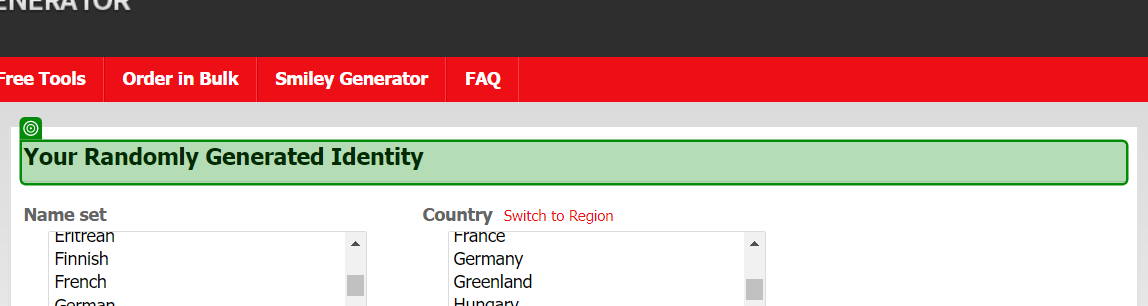 ENERATOR
Free Tools Order in Bulk Smiley Generator FAQ
Your Randomly Generated Identity
Name set Country Switch to Region
Eritrean France
Finnish Germany
French Greenland
German Hungary